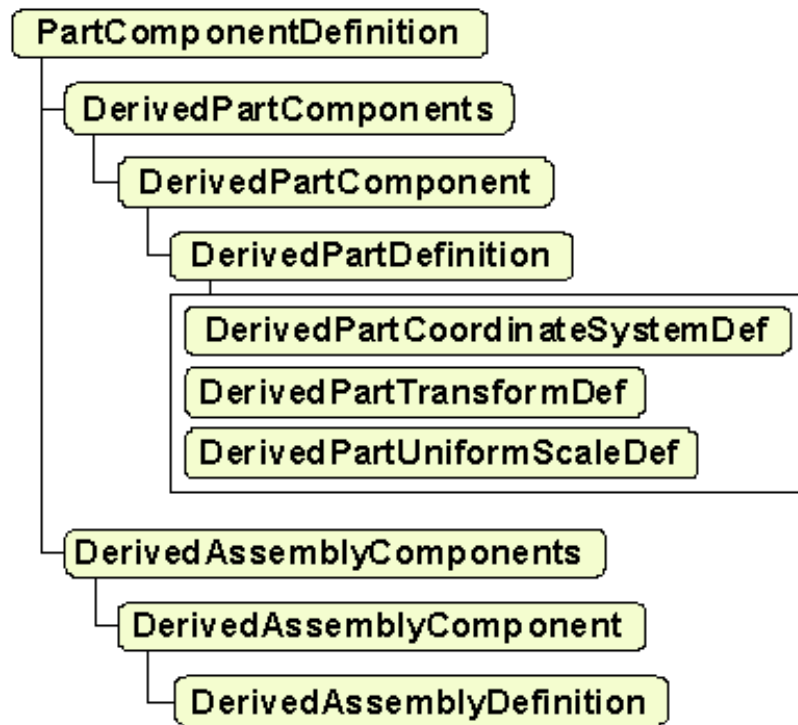 PartComponentDefinition
DerivedPartComponents
DerivedPartComponent
DerivedPartDefinition
DerivedPartCoordinateSystemDef
DerivedPartTransformDef
DerivedPartUniformScaleDef
DerivedAssemblyComponents
DerivedAssemblyComponent
DerivedAssemblyDefinition